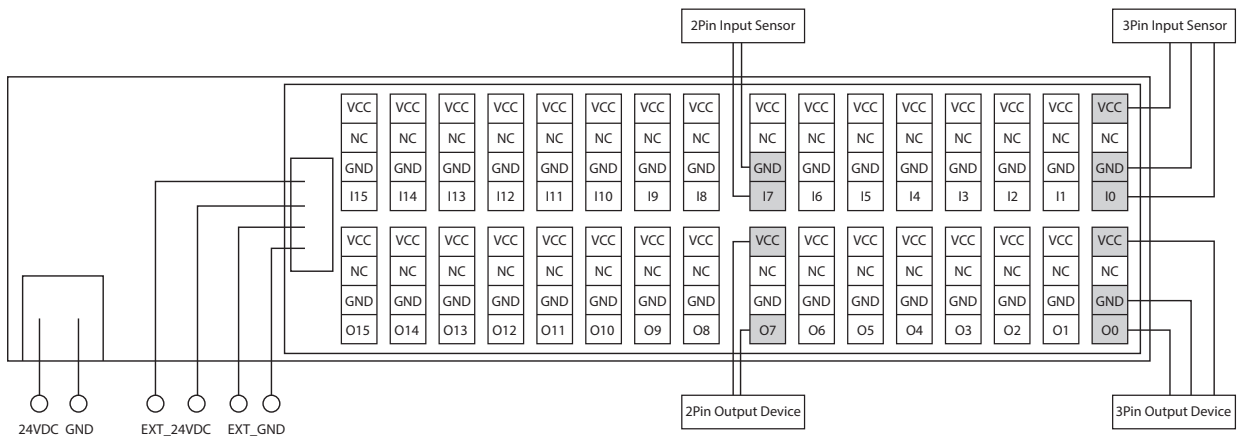 2Pin Input Sensor 3Pin Input Sensor
VCC VCC VCC VCC VCC VCC VCC VCC VCC VCC VCC VCC VCC VCC VCC VCC
NC NC NC NC NC NC NC NC NC NC NC NC NC NC NC NC
GND GND GND GND GND GND GND GND GND GND GND GND GND GND GND GND
I15 I14 I13 I12 I11 I10 I9 I8 I7 I6 I5 I4 I3 I2 I1 I0
VCC VCC VCC VCC VCC VCC VCC VCC VCC VCC VCC VCC VCC VCC VCC VCC
NC NC NC NC NC NC NC NC NC NC NC NC NC NC NC NC
GND GND GND GND GND GND GND GND GND GND GND GND GND GND GND GND
O15 O14 O13 O12 O11 O10 O9 O8 O7 O6 O5 O4 O3 O2 O1 O0
2Pin Output Device 3Pin Output Device
24VDC GND EXT_24VDC EXT_GND